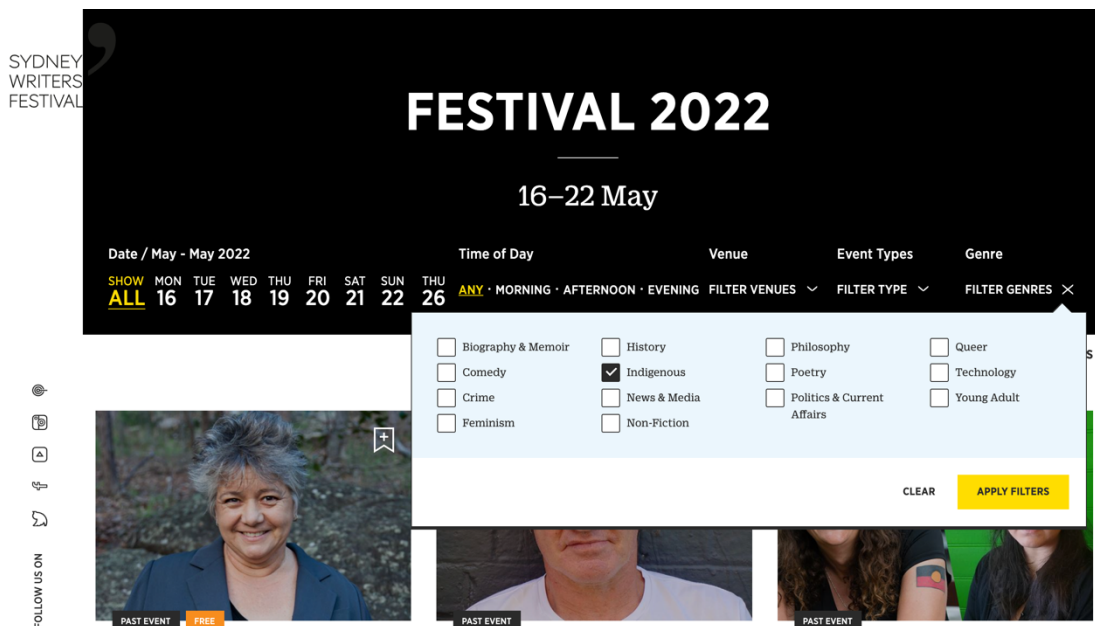 SYDNEY
WRITERS
FESTIVAL
FESTIVAL 2022
16–22 May
Date / May - May 2022
Time of Day
Venue
Event Types
Genre
SHOW ALL
MON 16
TUE 17
WED 18
THU 19
FRI 20
SAT 21
SUN 22
THU 26
ANY · MORNING · AFTERNOON · EVENING
FILTER VENUES
FILTER TYPE
FILTER GENRES
Biography & Memoir
Comedy
Crime
Feminism
History
Indigenous
News & Media
Non-Fiction
Philosophy
Poetry
Politics & Current
Affairs
Queer
Technology
Young Adult
CLEAR
APPLY FILTERS
PAST EVENT
FREE
PAST EVENT
PAST EVENT
FOLLOW US ON